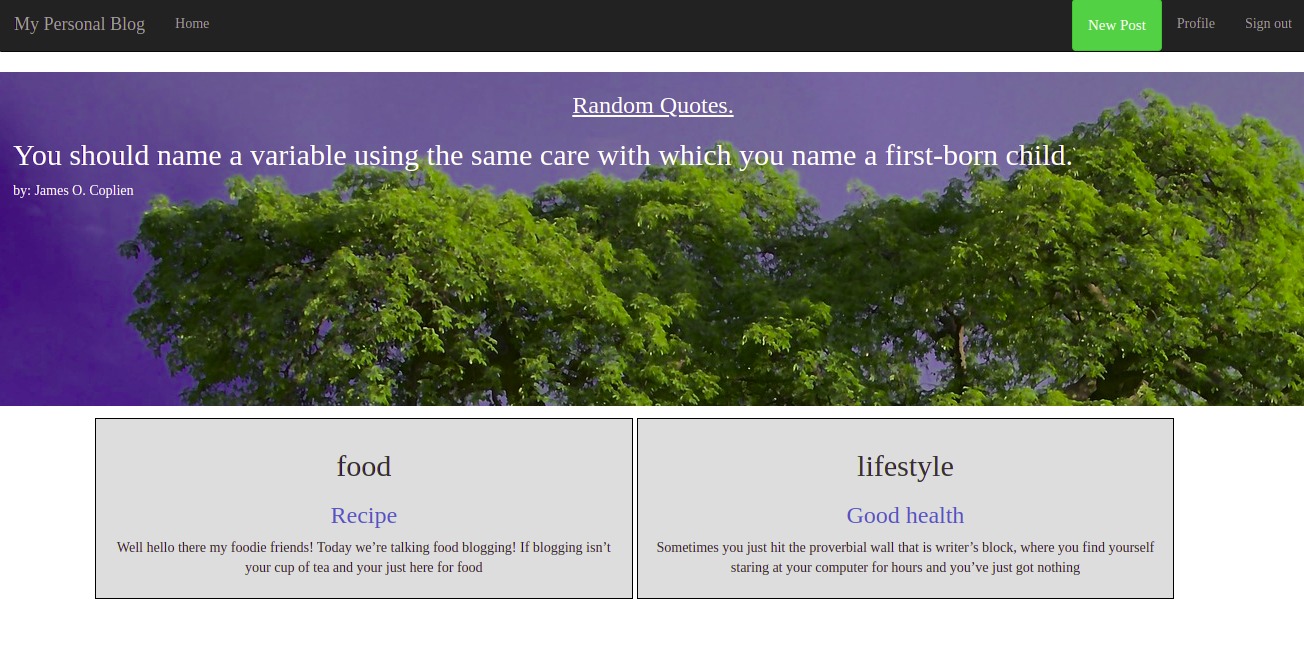 My Personal Blog Home New Post Profile Sign out
Random Quotes.
You should name a variable using the same care with which you name a first-born child.
by: James O. Coplien
food
Recipe
Well hello there my foodie friends! Today we’re talking food blogging! If blogging isn’t
your cup of tea and your just here for food
lifestyle
Good health
Sometimes you just hit the proverbial wall that is writer’s block, where you find yourself
staring at your computer for hours and you’ve just got nothing